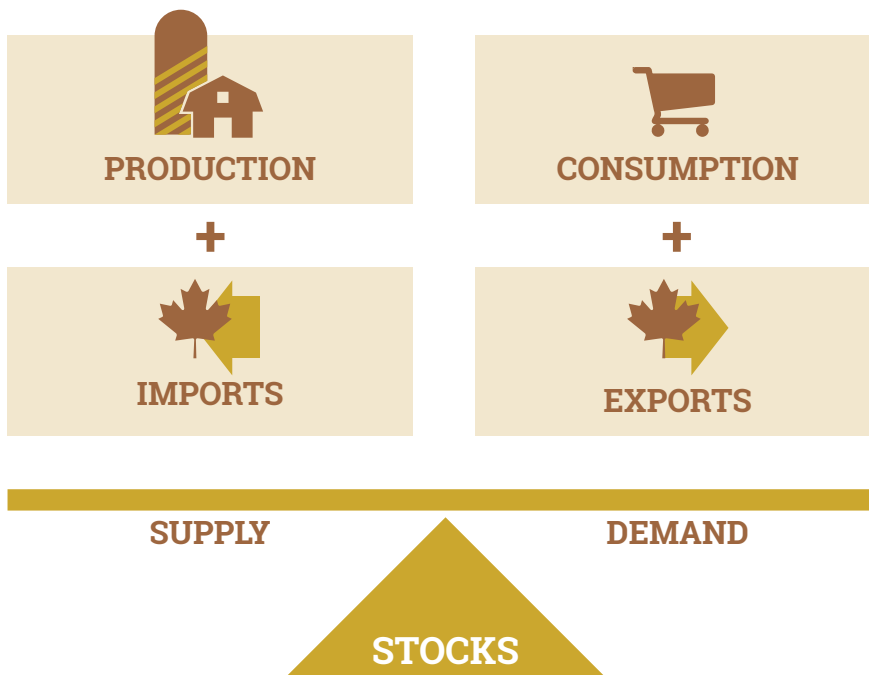 PRODUCTION
+
IMPORTS
CONSUMPTION
+
EXPORTS
SUPPLY
DEMAND
STOCKS